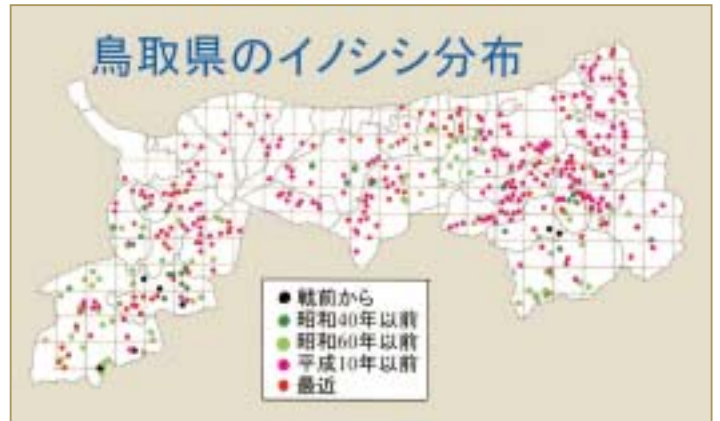 鳥取県のイノシシ分布
戦前から
昭和40年以前
昭和60年以前
平成10年以前
最近